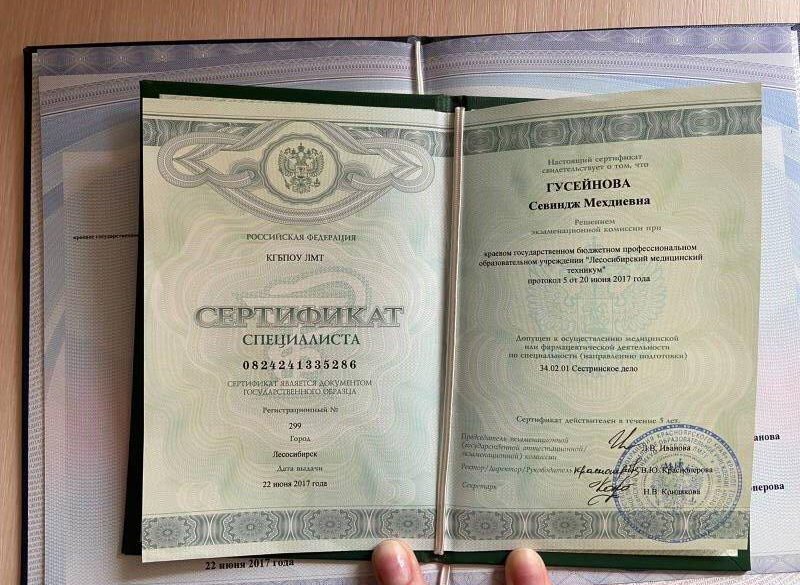 РОССИЙСКАЯ ФЕДЕРАЦИЯ
КГБПОУ ЛМТ
СЕРТИФИКАТ
СПЕЦИАЛИСТА
0824241335286
СЕРТИФИКАТ ЯВЛЯЕТСЯ ДОКУМЕНТОМ
ГОСУДАРСТВЕННОГО ОБРАЗЦА
Регистрационный №
299
Город
Лесосибирск
Дата выдачи
22 июня 2017 года
Настоящий сертификат
свидетельствует о том, что
ГУСЕЙНОВА
Севиндж Мехдиевна
Решением
экзаменационной комиссии при
краевом государственном бюджетном профессиональном
образовательном учреждении "Лесосибирский медицинский
техникум"
протокол 5 от 20 июня 2017 года
Допущен к осуществлению медицинской
или фармацевтической деятельности
по специальности (направлению подготовки)
34.02.01 Сестринское дело
Сертификат действителен в течение 5 лет.
Председатель экзаменационной
(государственной аттестационной/
экзаменационной) комиссии
Иванова
Ректор/Директор/Руководитель В.Ю. Красноперова
Секретарь Н.В. Кондакова
краевое государственное
22 июня 2017 года